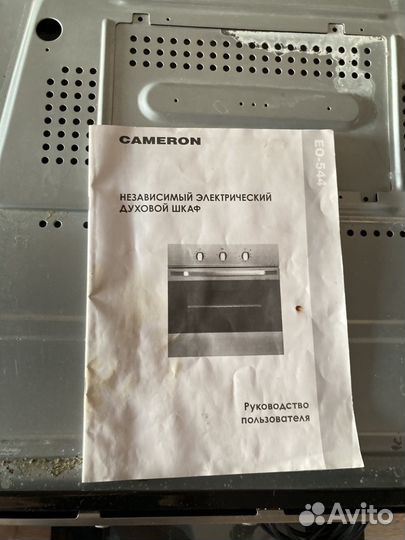 CAMERON
EO-544
НЕЗАВИСИМЫЙ ЭЛЕКТРИЧЕСКИЙ
ДУХОВОЙ ШКАФ
Руководство
пользователя
Avito